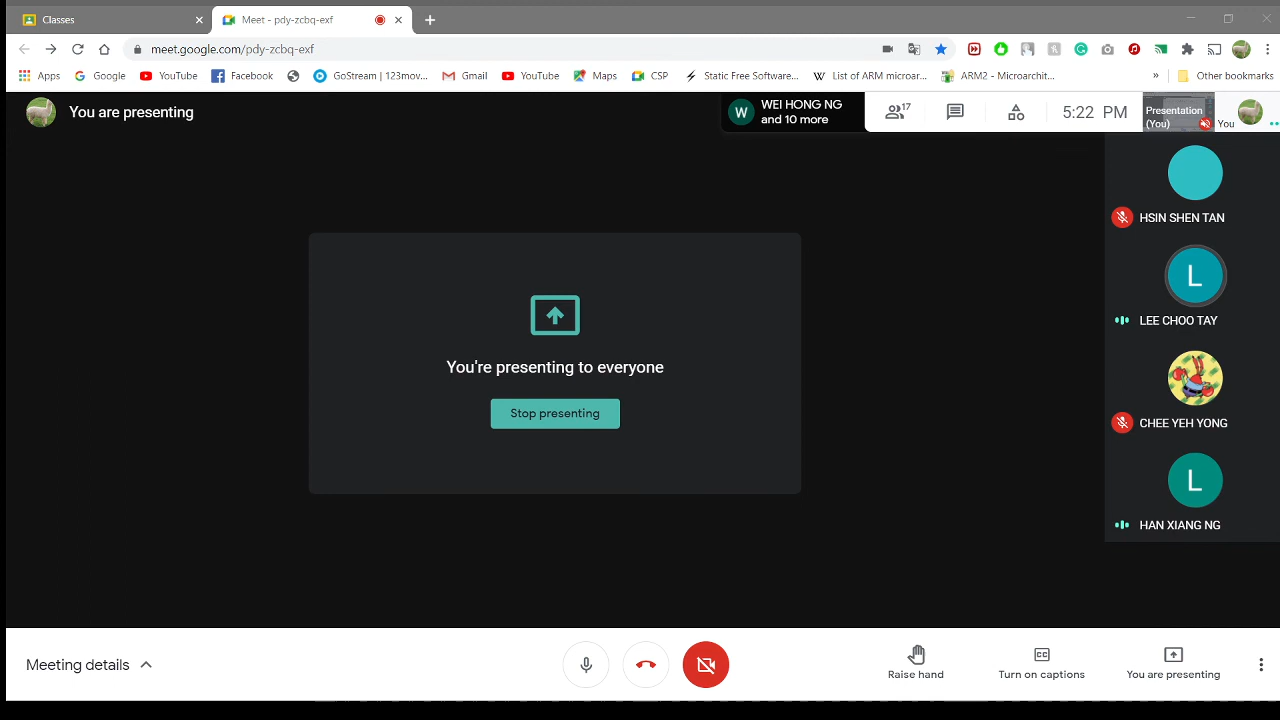 Classes
Meet - pdy-zcbq-exf
meet.google.com/pdy-zcbq-exf
Apps
Google
YouTube
Facebook
GoStream | 123mov...
Gmail
YouTube
Maps
CSP
Static Free Software...
List of ARM microar...
ARM2 - Microarchit...
»
Other bookmarks
You are presenting
W
WEI HONG NG
and 10 more
17
5:22 PM
Presentation
(You)
You
HSIN SHEN TAN
L
LEE CHOO TAY
CHEE YEH YONG
L
HAN XIANG NG
You're presenting to everyone
Stop presenting
Meeting details
Raise hand
CC
Turn on captions
You are presenting